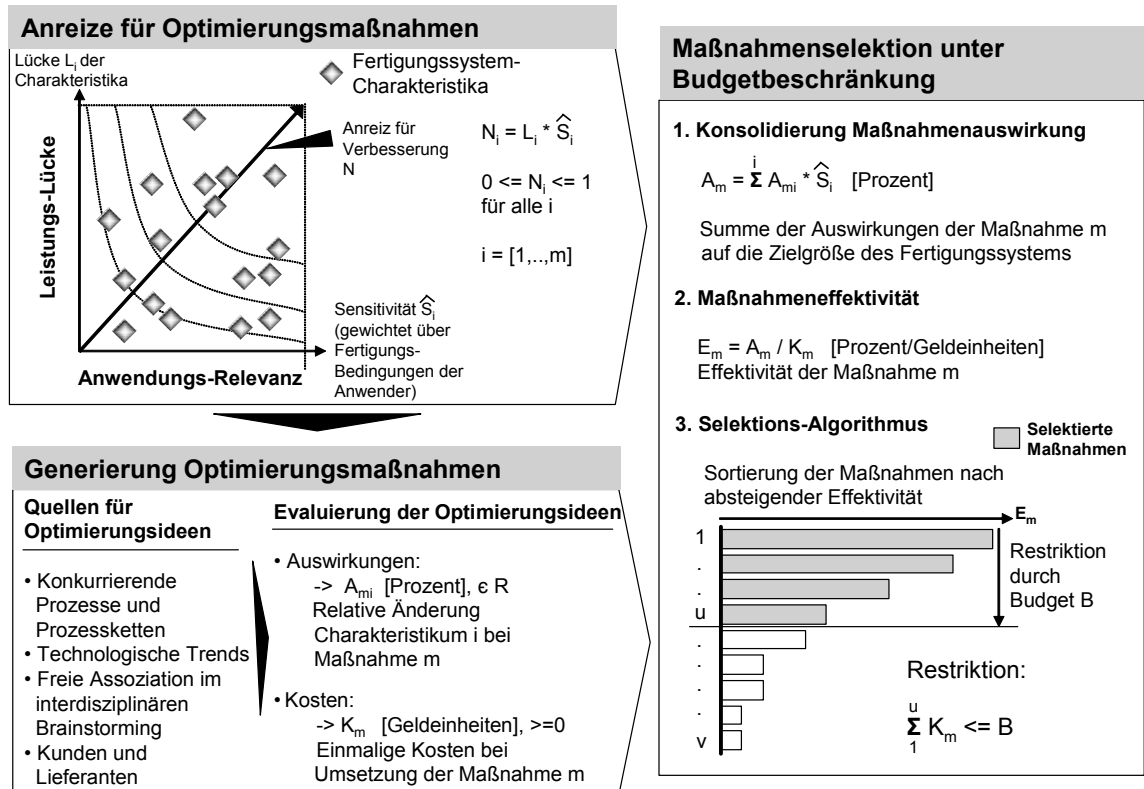 Anreize für Optimierungsmaßnahmen
Lücke Lᵢ der
Charakteristika
Fertigungssystem-
Charakteristika
Anreiz für
Verbesserung
N
Nᵢ = Lᵢ * Ŝᵢ
0 <= Nᵢ <= 1
für alle i
i = [1,..,m]
Leistungs-Lücke
Sensitivität Ŝᵢ
(gewichtet über
Fertigungs-
Bedingungen der
Anwender)
Anwendungs-Relevanz
Generierung Optimierungsmaßnahmen
Quellen für
Optimierungsideen
• Konkurrierende
Prozesse und
Prozessketten
• Technologische Trends
• Freie Assoziation im
interdisziplinären
Brainstorming
• Kunden und
Lieferanten
Evaluierung der Optimierungsideen
• Auswirkungen:
-> Aₘᵢ [Prozent], є R
Relative Änderung
Charakteristikum i bei
Maßnahme m
• Kosten:
-> Kₘ [Geldeinheiten], >=0
Einmalige Kosten bei
Umsetzung der Maßnahme m
Maßnahmenselektion unter
Budgetbeschränkung
1. Konsolidierung Maßnahmenauswirkung
i
Aₘ = Σ Aₘᵢ * Ŝᵢ [Prozent]
Summe der Auswirkungen der Maßnahme m
auf die Zielgröße des Fertigungssystems
2. Maßnahmeneffektivität
Eₘ = Aₘ / Kₘ [Prozent/Geldeinheiten]
Effektivität der Maßnahme m
3. Selektions-Algorithmus
Selektierte
Maßnahmen
Sortierung der Maßnahmen nach
absteigender Effektivität
Eₘ
1
.
.
u
.
.
.
.
v
Restriktion
durch
Budget B
Restriktion:
u
Σ Kₘ <= B
1